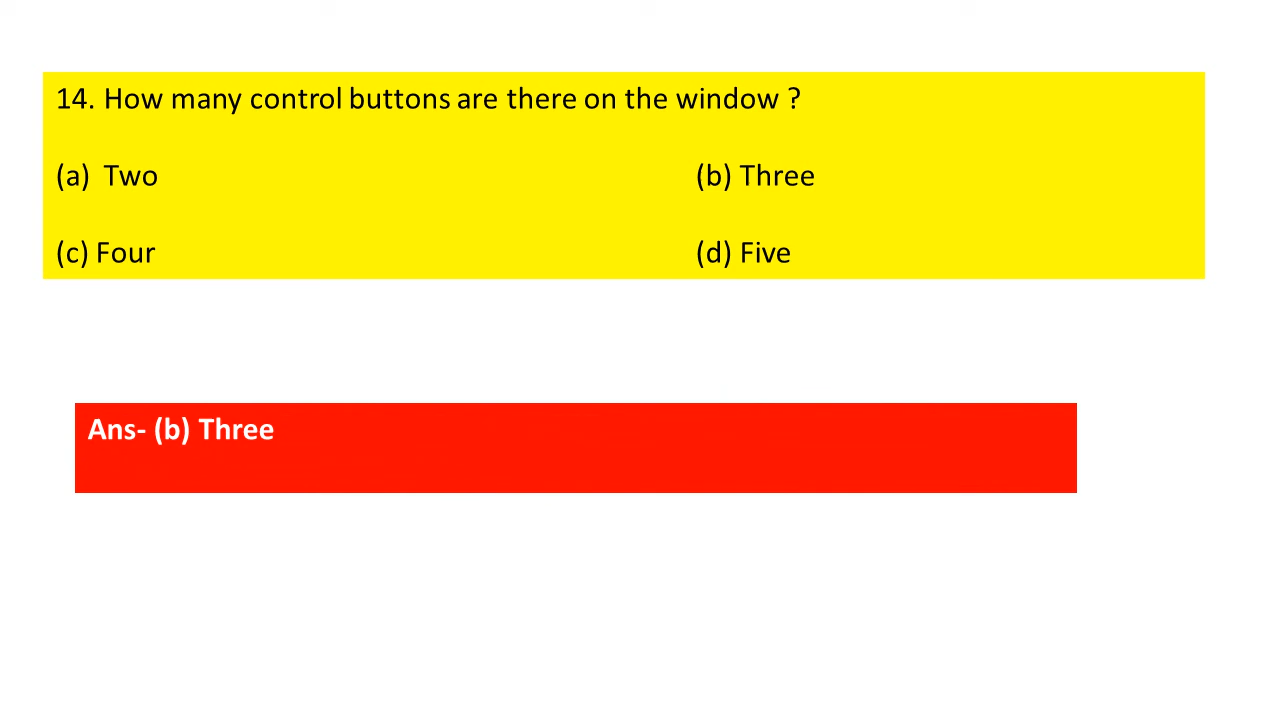 14. How many control buttons are there on the window ?
(a) Two (b) Three
(c) Four (d) Five
Ans- (b) Three